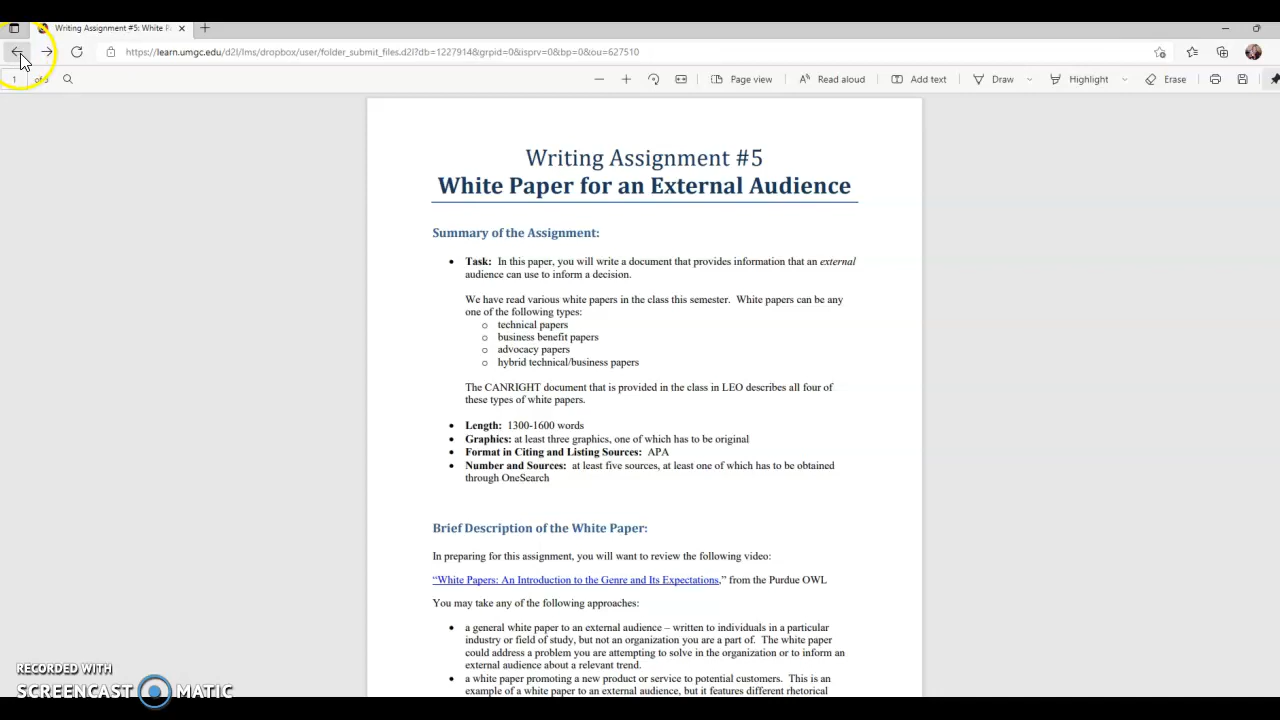 Writing Assignment #5: White P
https://learn.umgc.edu/d2l/lms/dropbox/user/folder_submit_files.d2l?db=1227914&grpid=0&isprv=0&bp=0&ou=627510
1
Page view
Read aloud
Add text
Draw
Highlight
Erase
Writing Assignment #5
White Paper for an External Audience
Summary of the Assignment:
• Task: In this paper, you will write a document that provides information that an external
audience can use to inform a decision.
We have read various white papers in the class this semester. White papers can be any
one of the following types:
o technical papers
o business benefit papers
o advocacy papers
o hybrid technical/business papers
The CANRIGHT document that is provided in the class in LEO describes all four of
these types of white papers.
• Length: 1300-1600 words
• Graphics: at least three graphics, one of which has to be original
• Format in Citing and Listing Sources: APA
• Number and Sources: at least five sources, at least one of which has to be obtained
through OneSearch
Brief Description of the White Paper:
In preparing for this assignment, you will want to review the following video:
“White Papers: An Introduction to the Genre and Its Expectations,” from the Purdue OWL
You may take any of the following approaches:
• a general white paper to an external audience – written to individuals in a particular
industry or field of study, but not an organization you are a part of. The white paper
could address a problem you are attempting to solve in the organization or to inform an
external audience about a relevant trend.
• a white paper promoting a new product or service to potential customers. This is an
example of a white paper to an external audience, but it features different rhetorical
RECORDED WITH
SCREENCAST MATIC